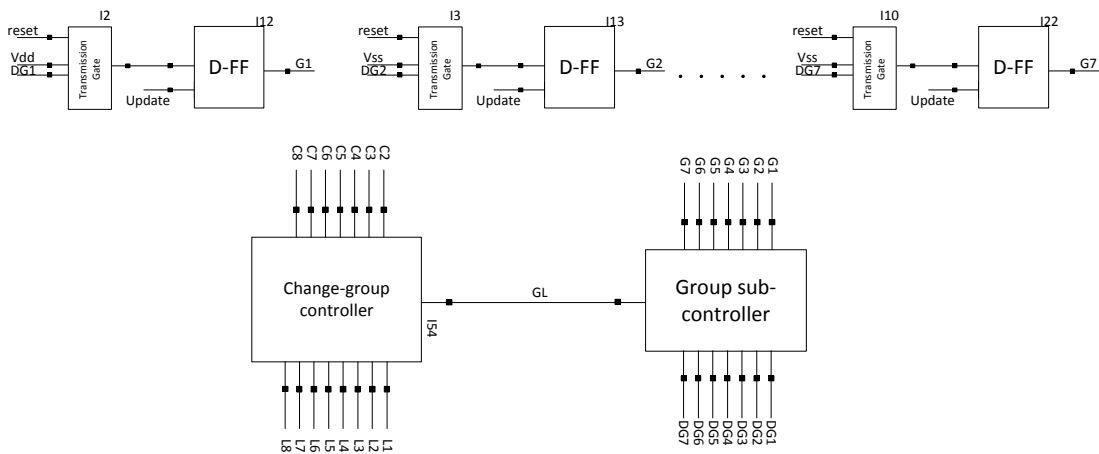 I2
reset
Vdd
DG1
Transmission
Gate
I12
D-FF
Update
G1
I3
reset
Vss
DG2
Transmission
Gate
I13
D-FF
Update
G2
. . . . .
I10
reset
Vss
DG7
Transmission
Gate
I22
D-FF
Update
G7
C8
C7
C6
C5
C4
C3
C2
Change-group
controller
I54
L8
L7
L6
L5
L4
L3
L2
L1
GL
G7
G6
G5
G4
G3
G2
G1
Group sub-
controller
DG7
DG6
DG5
DG4
DG3
DG2
DG1